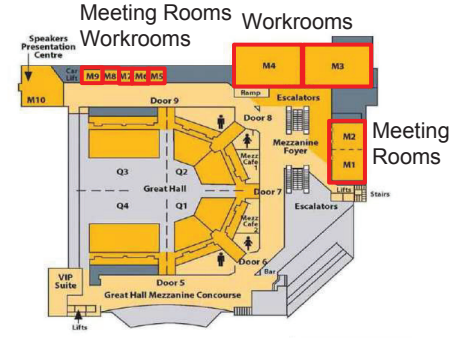 Meeting Rooms
Workrooms
Workrooms
Speakers
Presentation
Centre
M10
Car
Lift
M9
M8
M7
M6
M5
M4
M3
Ramp
Escalators
Door 9
Door 8
Mezzanine
Foyer
M2
M1
Meeting
Rooms
Mezz
Cafe
1
Q3
Q2
Great Hall
Door 7
Q4
Q1
Mezz
Cafe
2
Lifts
Stairs
Escalators
Door 6
Bar
VIP
Suite
Door 5
Great Hall Mezzanine Concourse
Lifts